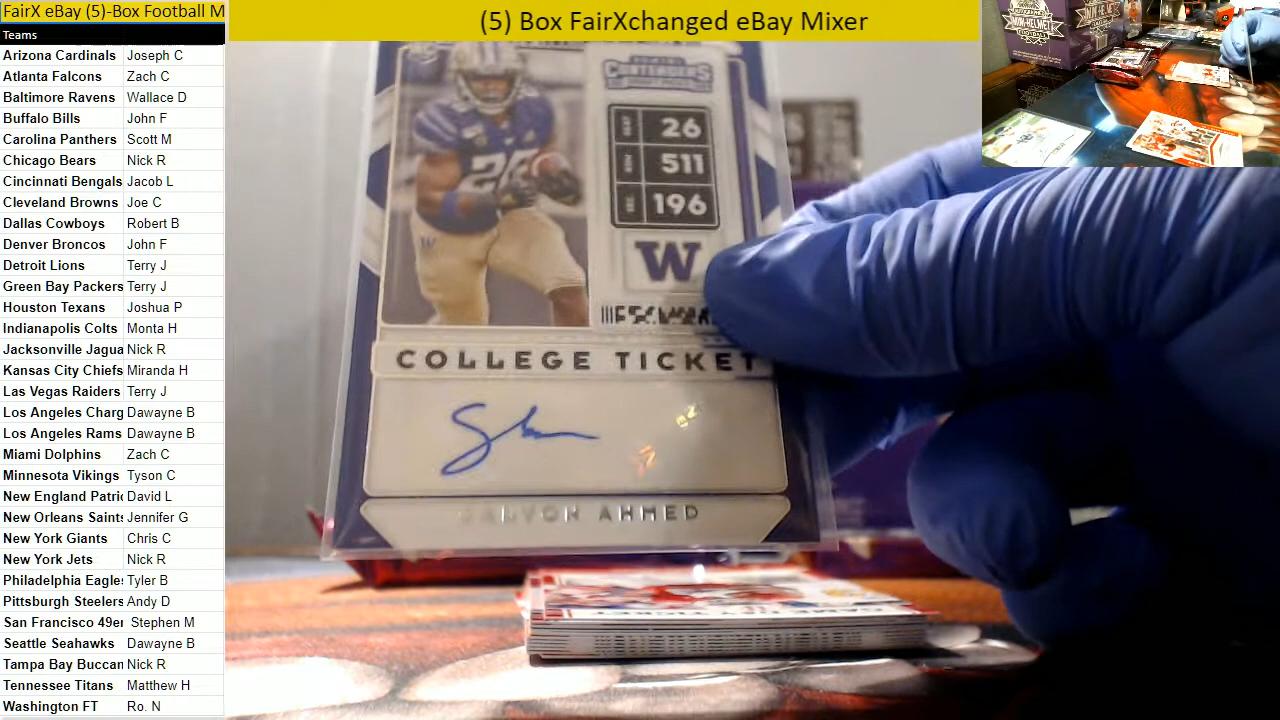 FairX eBay (5)-Box Football M
(5) Box FairXchanged eBay Mixer
Teams
Arizona Cardinals Joseph C
Atlanta Falcons Zach C
Baltimore Ravens Wallace D
Buffalo Bills John F
Carolina Panthers Scott M
Chicago Bears Nick R
Cincinnati Bengals Jacob L
Cleveland Browns Joe C
Dallas Cowboys Robert B
Denver Broncos John F
Detroit Lions Terry J
Green Bay Packers Terry J
Houston Texans Joshua P
Indianapolis Colts Monta H
Jacksonville Jagua Nick R
Kansas City Chiefs Miranda H
Las Vegas Raiders Terry J
Los Angeles Charg Dawayne B
Los Angeles Rams Dawayne B
Miami Dolphins Zach C
Minnesota Vikings Tyson C
New England Patri David L
New Orleans Saints Jennifer G
New York Giants Chris C
New York Jets Nick R
Philadelphia Eagle Tyler B
Pittsburgh Steelers Andy D
San Francisco 49er Stephen M
Seattle Seahawks Dawayne B
Tampa Bay Buccan Nick R
Tennessee Titans Matthew H
Washington FT Ro. N
CONTENDERS
26
511
SEC 196
W
COLLEGE TICKET
SALVON AHMED
MINI-HELMET